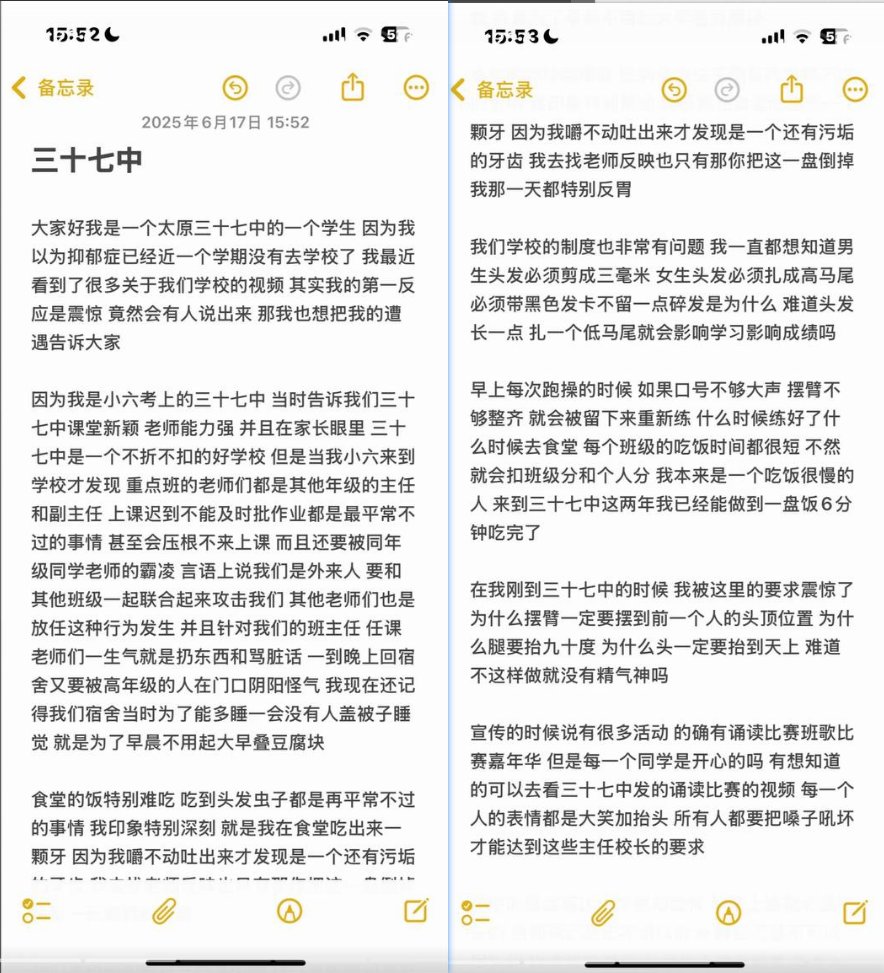 15:52
5
备忘录
2025年6月17日 15:52
三十七中
大家好我是一个太原三十七中的一个学生 因为我
以为抑郁症已经近一个学期没有去学校了 我最近
看到了很多关于我们学校的视频 其实我的第一反
应是震惊 竟然会有人说出来 那我也想把我的遭
遇告诉大家
因为我是小六考上的三十七中 当时告诉我们三十
七中课堂新颖 老师能力强 并且在家长眼里 三十
七中是一个不折不扣的好学校 但是当我小六来到
学校才发现 重点班的老师们都是其他年级的主任
和副主任 上课迟到不能及时批作业都是最平常不
过的事情 甚至会压根不来上课 而且还要被同年
级同学老师的霸凌 言语上说我们是外来人 要和
其他班级一起联合起来攻击我们 其他老师们也是
放任这种行为发生 并且针对我们的班主任 任课
老师们一生气就是扔东西和骂脏话 一到晚上回宿
舍又要被高年级的人在门口阴阳怪气 我现在还记
得我们宿舍当时为了能多睡一会没有人盖被子睡
觉 就是为了早晨不用起大早叠豆腐块
食堂的饭特别难吃 吃到头发虫子都是再平常不过
的事情 我印象特别深刻 就是我在食堂吃出来一
颗牙 因为我嚼不动吐出来才发现是一个还有污垢
15:53
5
备忘录
颗牙 因为我嚼不动吐出来才发现是一个还有污垢
的牙齿 我去找老师反映也只有那你把这一盘倒掉
我那一天都特别反胃
我们学校的制度也非常有问题 我一直都想知道男
生头发必须剪成三毫米 女生头发必须扎成高马尾
必须带黑色发卡不留一点碎发是为什么 难道头发
长一点 扎一个低马尾就会影响学习影响成绩吗
早上每次跑操的时候 如果口号不够大声 摆臂不
够整齐 就会被留下来重新练 什么时候练好了什
么时候去食堂 每个班级的吃饭时间都很短 不然
就会扣班级分和个人分 我本来是一个吃饭很慢的
人 来到三十七中这两年我已经能做到一盘饭6分
钟吃完了
在我刚到三十七中的时候 我被这里的要求震惊了
为什么摆臂一定要摆到前一个人的头顶位置 为什
么腿要抬九十度 为什么头一定要抬到天上 难道
不这样做就没有精气神吗
宣传的时候说有很多活动 的确有诵读比赛班歌比
赛嘉年华 但是每一个同学是开心的吗 有想知道
的可以去看三十七中发的诵读比赛的视频 每一个
人的表情都是大笑加抬头 所有人都要把嗓子吼坏
才能达到这些主任校长的要求